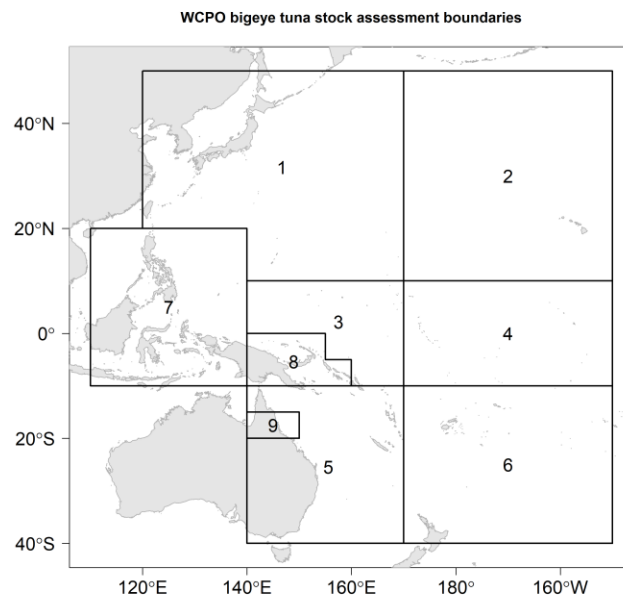 WCPO bigeye tuna stock assessment boundaries
40°N
20°N
0°
20°S
40°S
1
2
3
4
7
8
9
5
6
120°E
140°E
160°E
180°
160°W